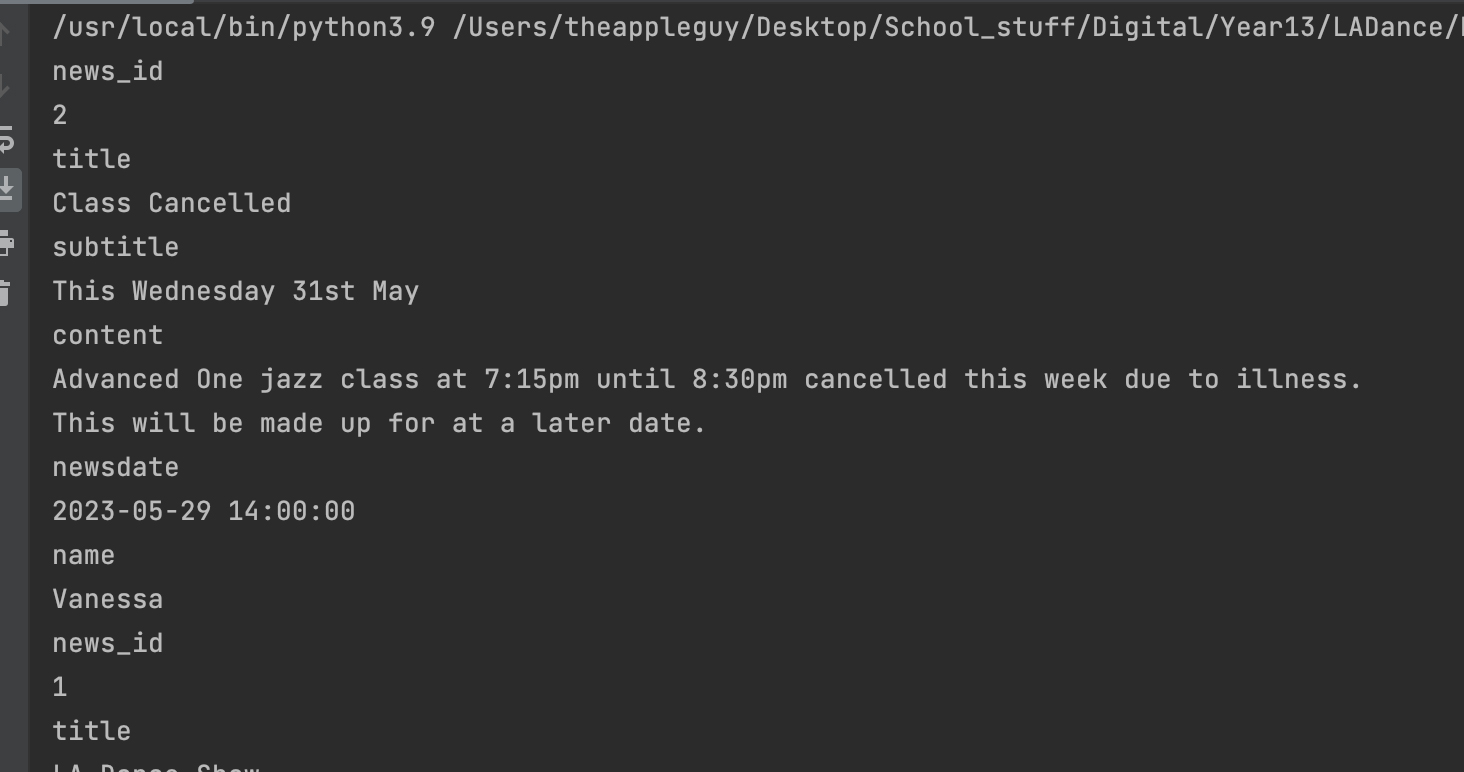 /usr/local/bin/python3.9 /Users/theappleguy/Desktop/School_stuff/Digital/Year13/LADance/
news_id
2
title
Class Cancelled
subtitle
This Wednesday 31st May
content
Advanced One jazz class at 7:15pm until 8:30pm cancelled this week due to illness.
This will be made up for at a later date.
newsdate
2023-05-29 14:00:00
name
Vanessa
news_id
1
title
LA Dance Show